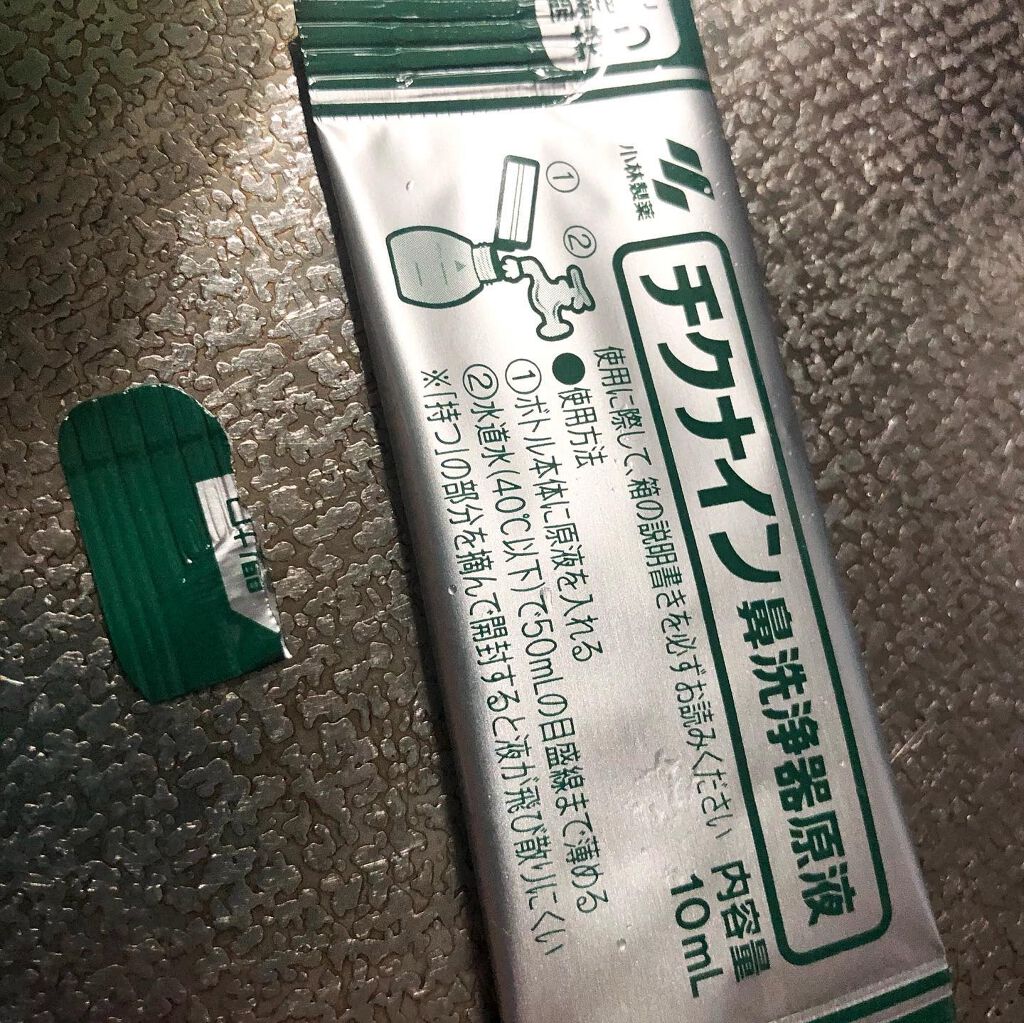 小林製薬
チクナイン鼻洗浄器原液
使用に際して、箱の説明書きを必ずお読みください
内容量
10mL
●使用方法
①ボトル本体に原液を入れる
②水道水(40℃以下)で50mLの目盛線まで薄める
※「持つ」の部分を摘んで開封すると液が飛び散りにくい
①
②